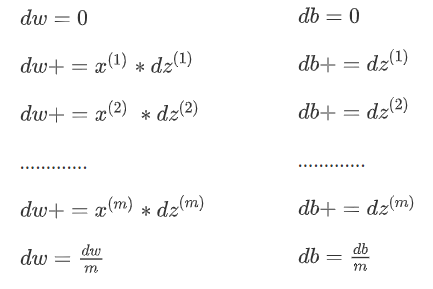 dw = 0 db = 0
dw+ = x^(1) * dz^(1) db+ = dz^(1)
dw+ = x^(2) * dz^(2) db+ = dz^(2)
............. .............
dw+ = x^(m) * dz^(m) db+ = dz^(m)
dw = dw/m db = db/m